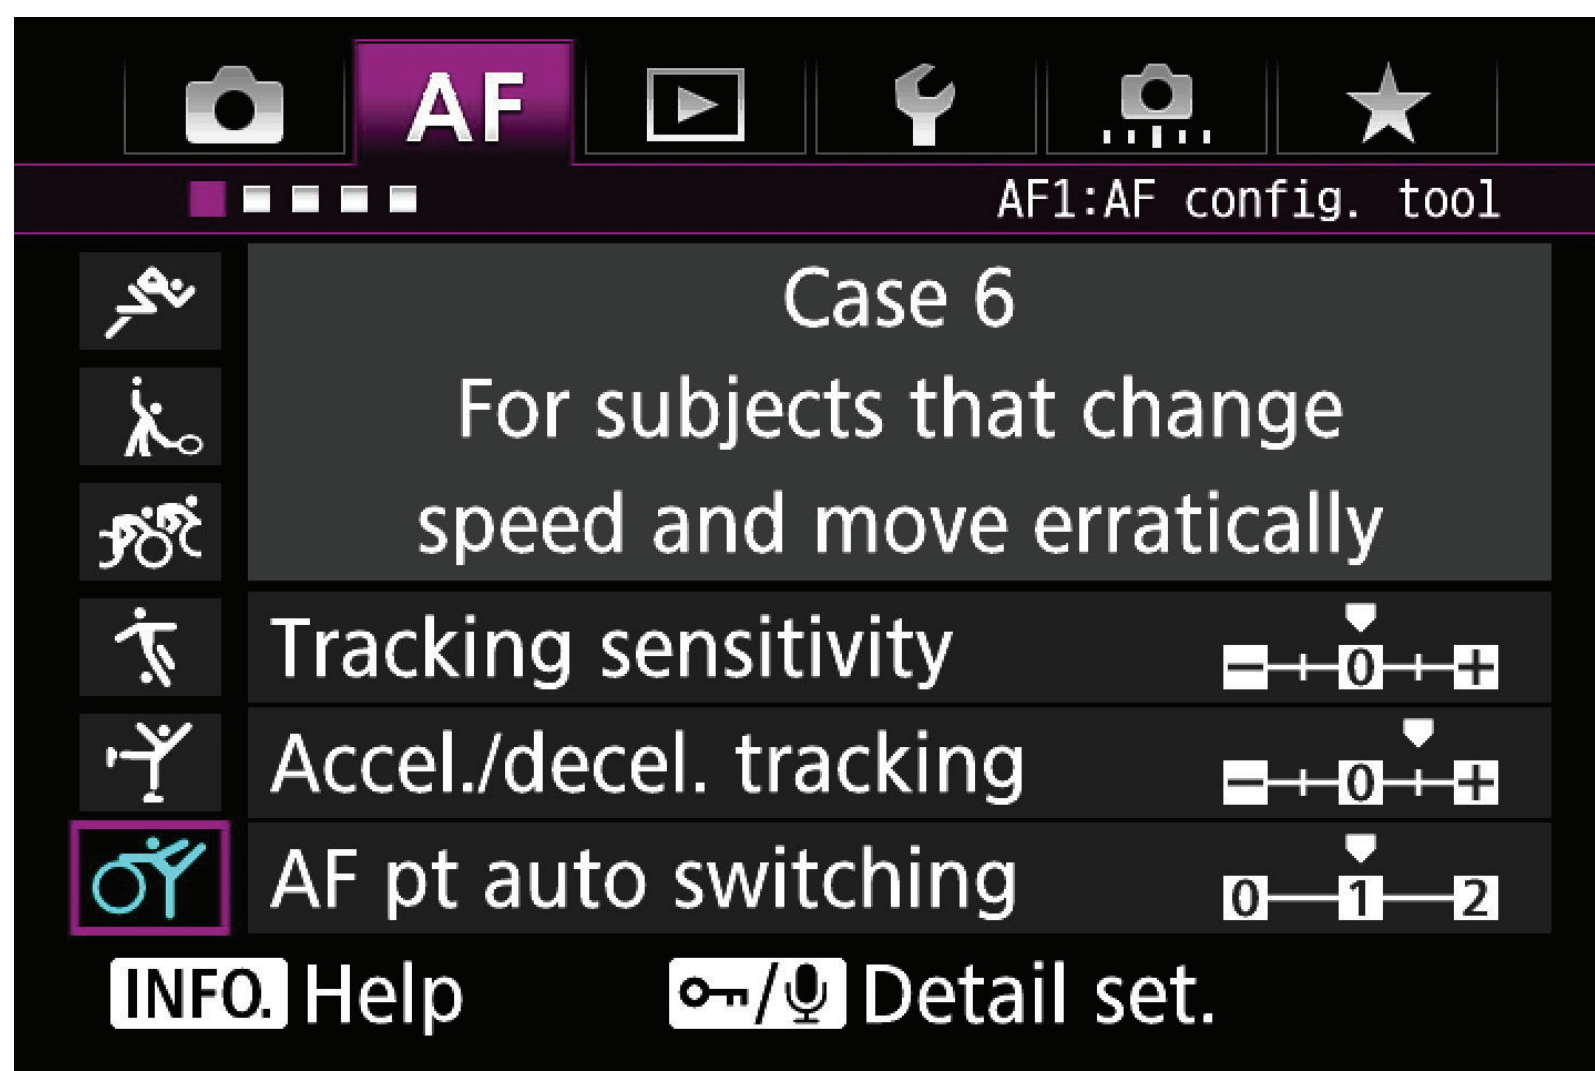 AF
AF1:AF config. tool
Case 6
For subjects that change
speed and move erratically
Tracking sensitivity
- 0 +
Accel./decel. tracking
- 0 +
AF pt auto switching
0 1 2
INFO. Help
/ Detail set.